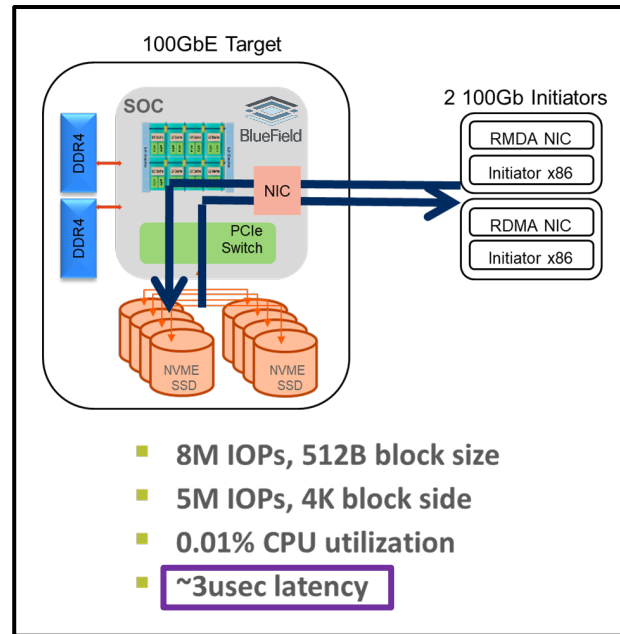 100GbE Target
SOC
BlueField
DDR4
DDR4
NIC
PCIe
Switch
NVME
SSD
NVME
SSD
2 100Gb Initiators
RMDA NIC
Initiator x86
RDMA NIC
Initiator x86
8M IOPs, 512B block size
5M IOPs, 4K block side
0.01% CPU utilization
~3usec latency